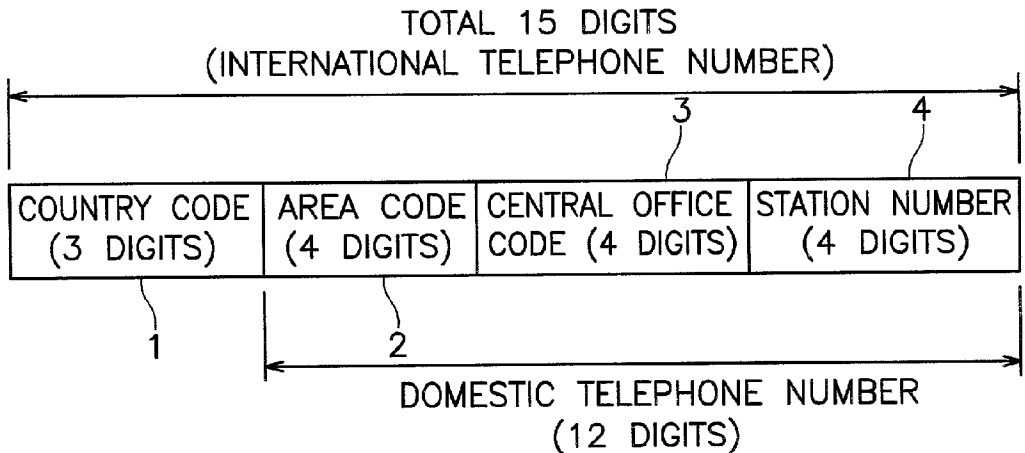 TOTAL 15 DIGITS
(INTERNATIONAL TELEPHONE NUMBER)
3
4
COUNTRY CODE
(3 DIGITS)
AREA CODE
(4 DIGITS)
CENTRAL OFFICE
CODE (4 DIGITS)
STATION NUMBER
(4 DIGITS)
1
2
DOMESTIC TELEPHONE NUMBER
(12 DIGITS)